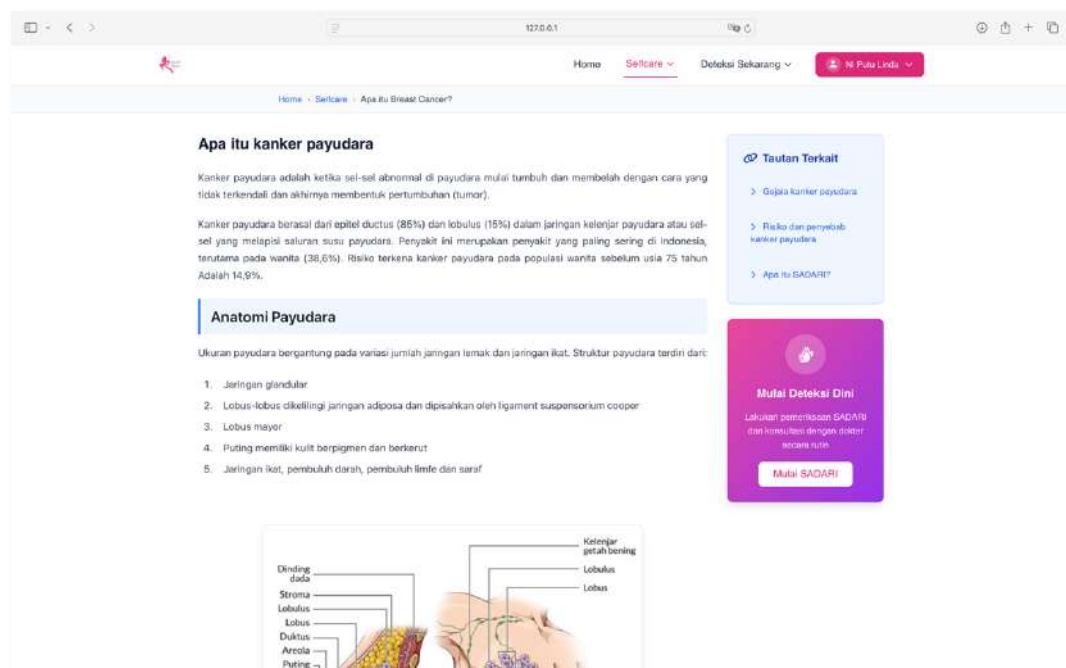 127.0.0.1
Home
Selfcare
Deteksi Sekarang
Ni Putu Linda
Home › Selfcare › Apa itu Breast Cancer?
Apa itu kanker payudara
Kanker payudara adalah ketika sel-sel abnormal di payudara mulai tumbuh dan membelah dengan cara yang
tidak terkendali dan akhirnya membentuk pertumbuhan (tumor).
Kanker payudara berasal dari epitel ductus (85%) dan lobulus (15%) dalam jaringan kelenjar payudara atau sel-
sel yang melapisi saluran susu payudara. Penyakit ini merupakan penyakit yang paling sering di Indonesia,
terutama pada wanita (38,6%). Risiko terkena kanker payudara pada populasi wanita sebelum usia 75 tahun
Adalah 14,9%.
Anatomi Payudara
Ukuran payudara bergantung pada variasi jumlah jaringan lemak dan jaringan ikat. Struktur payudara terdiri dari:
1. Jaringan glandular
2. Lobus-lobus dikelilingi jaringan adiposa dan dipisahkan oleh ligament suspensorium cooper
3. Lobus mayor
4. Puting memiliki kulit berpigmen dan berkerut
5. Jaringan ikat, pembuluh darah, pembuluh limfe dan saraf
Dinding
dada
Stroma
Lobulus
Lobus
Duktus
Areola
Puting
Kelenjar
getah bening
Lobulus
Lobus
Tautan Terkait
Gejala kanker payudara
Risiko dan penyebab
kanker payudara
Apa itu SADARI?
Mulai Deteksi Dini
Lakukan pemeriksaan SADARI
dan konsultasi dengan dokter
secara rutin
Mulai SADARI